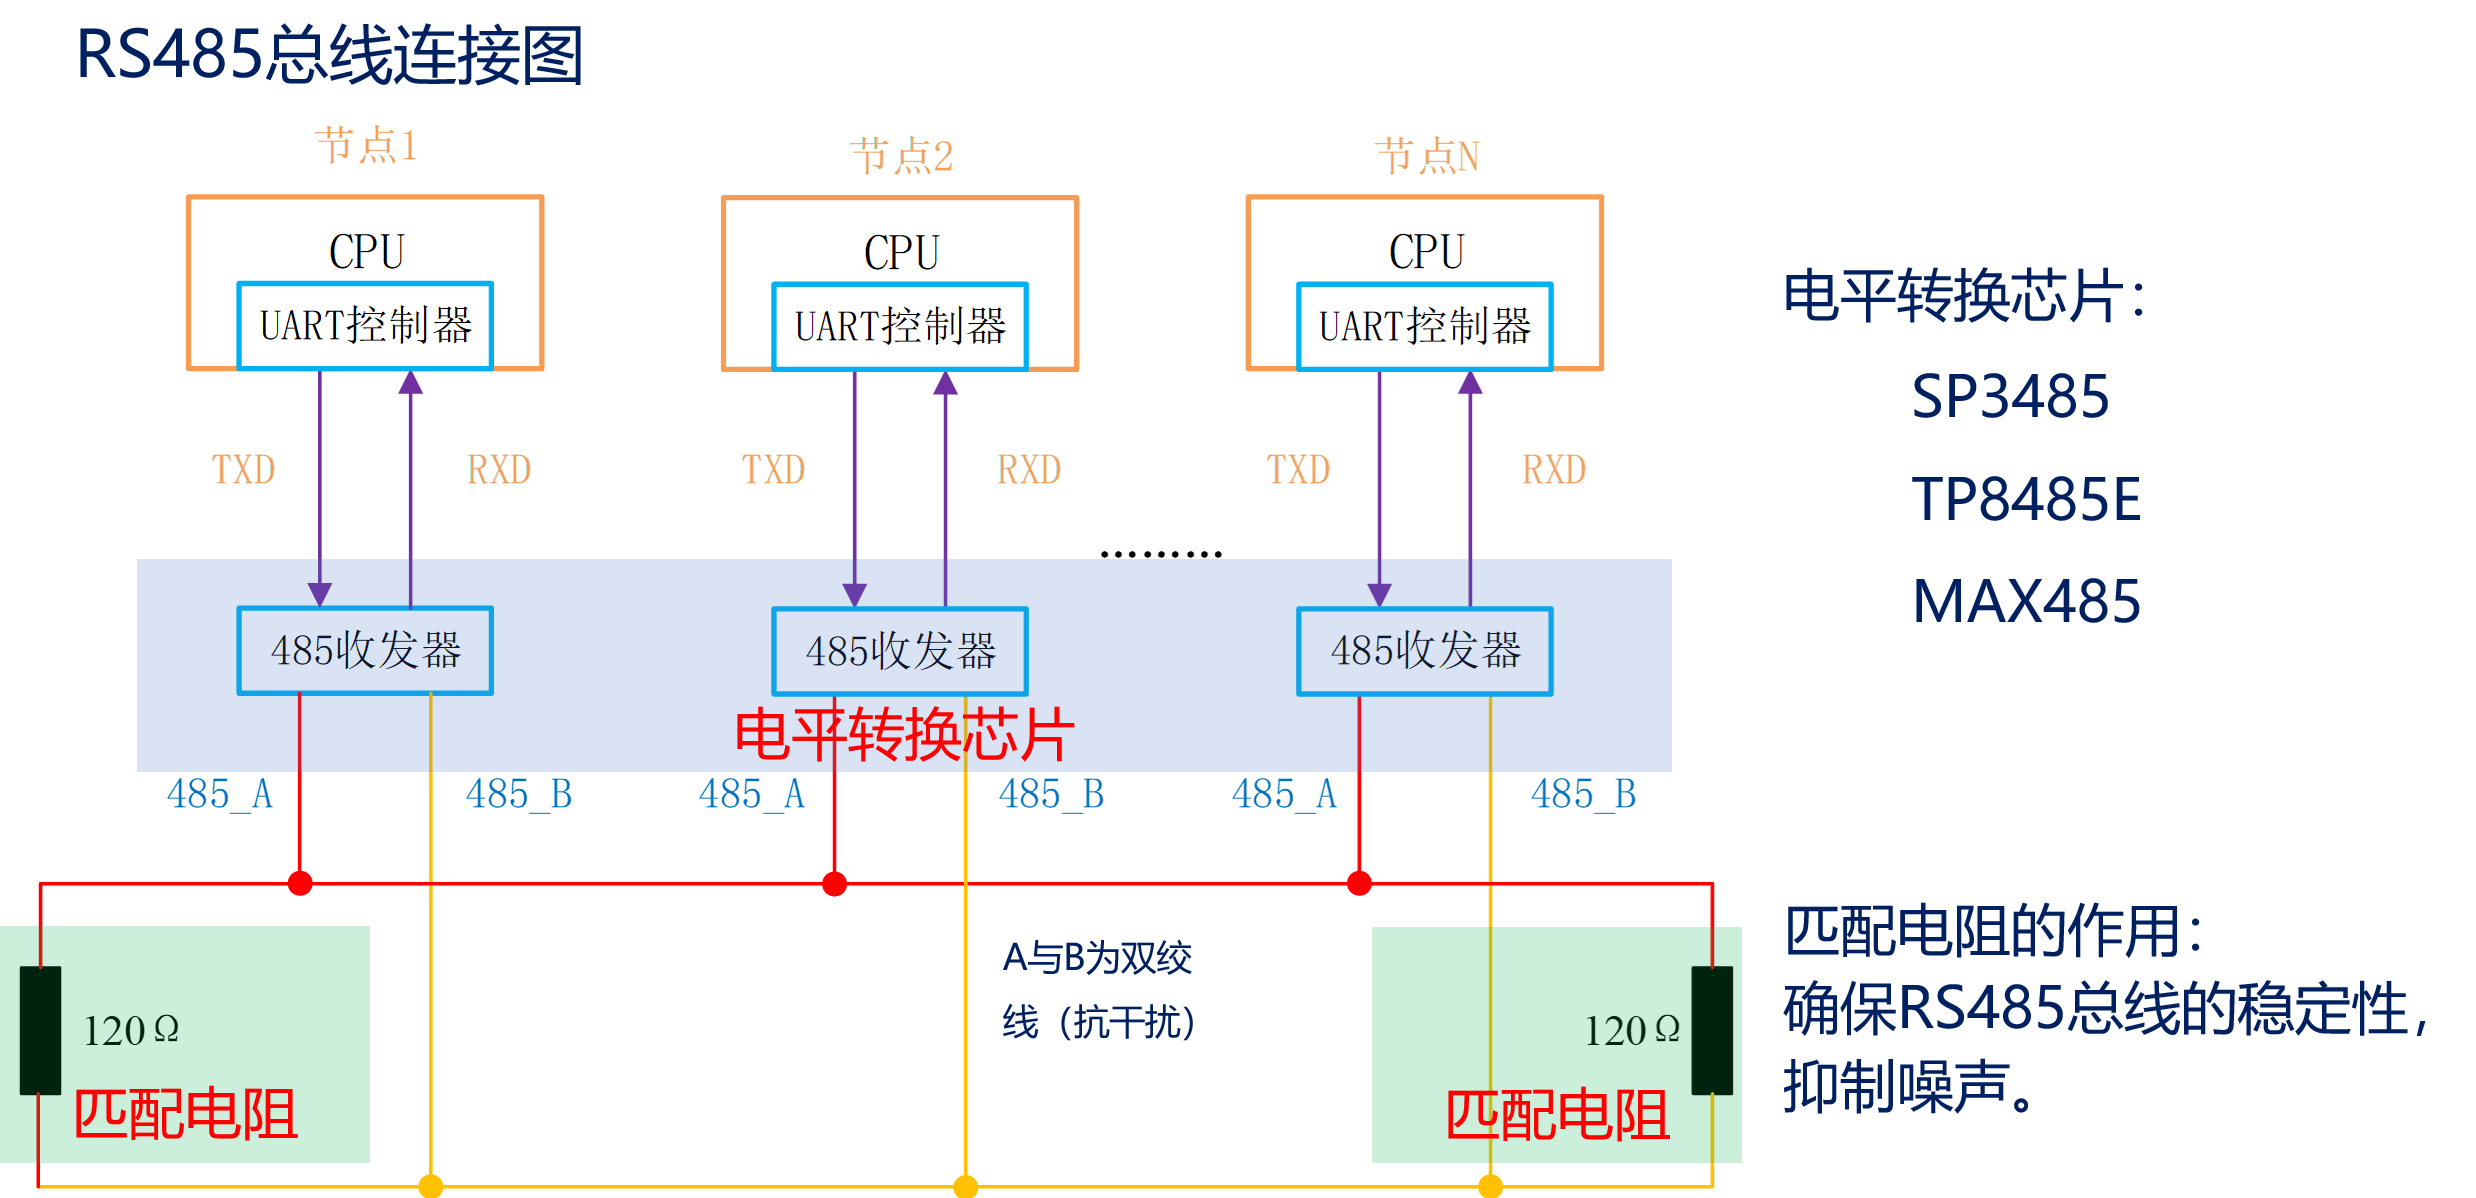 RS485总线连接图
节点1
节点2
节点N
CPU
CPU
CPU
UART控制器
UART控制器
UART控制器
电平转换芯片：
SP3485
TP8485E
MAX485
TXD
RXD
TXD
RXD
TXD
RXD
………
485收发器
485收发器
485收发器
电平转换芯片
485_A
485_B
485_A
485_B
485_A
485_B
A与B为双绞
线（抗干扰）
120Ω
匹配电阻
120Ω
匹配电阻
匹配电阻的作用：
确保RS485总线的稳定性，
抑制噪声。